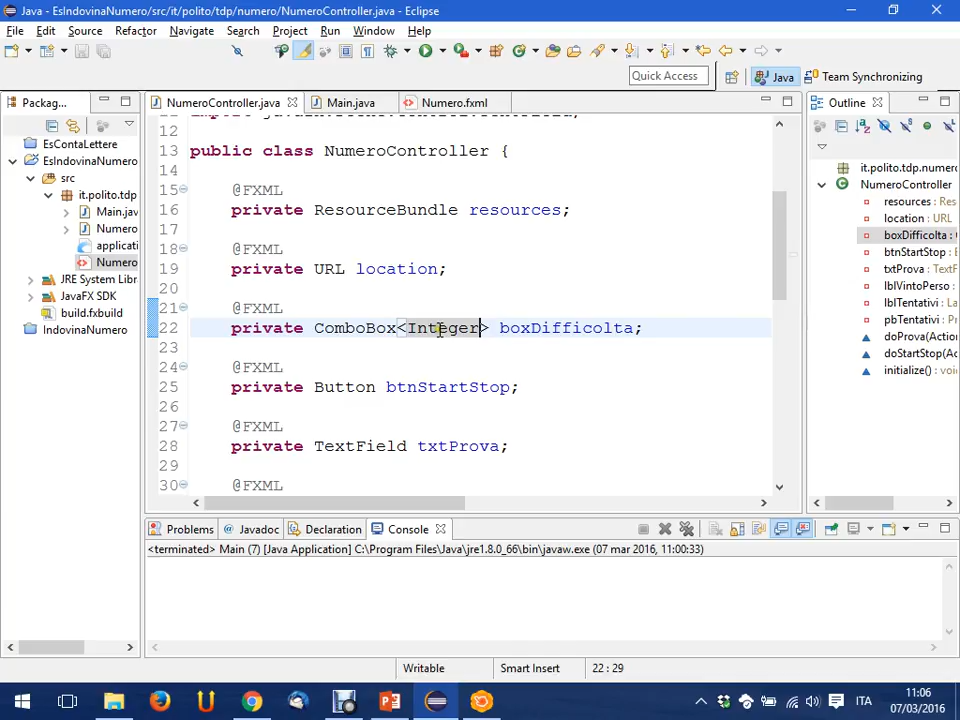 Java - EsIndovinaNumero/src/it/polito/tdp/numero/NumeroController.java - Eclipse
File Edit Source Refactor Navigate Search Project Run Window Help
Quick Access Java Team Synchronizing
Packag...
EsContaLettere
EsIndovinaNumero
src
it.polito.tdp
Main.jav
Numero
applicati
Numero
JRE System Libr
JavaFX SDK
build.fxbuild
IndovinaNumero
NumeroController.java Main.java Numero.fxml
12
13 public class NumeroController {
14
15 @FXML
16 private ResourceBundle resources;
17
18 @FXML
19 private URL location;
20
21 @FXML
22 private ComboBox<Integer> boxDifficolta;
23
24 @FXML
25 private Button btnStartStop;
26
27 @FXML
28 private TextField txtProva;
29
30 @FXML
Outline
it.polito.tdp.numero
NumeroController
resources : Res
location : URL
boxDifficolta :
btnStartStop :
txtProva : TextF
lblVintoPerso :
lblTentativi :
pbTentativi :
doProva(Action
doStartStop(Ac
initialize() : voi
Problems Javadoc Declaration Console
<terminated> Main (7) [Java Application] C:\Program Files\Java\jre1.8.0_66\bin\javaw.exe (07 mar 2016, 11:00:33)
Writable Smart Insert 22 : 29
ITA
11:06
07/03/2016